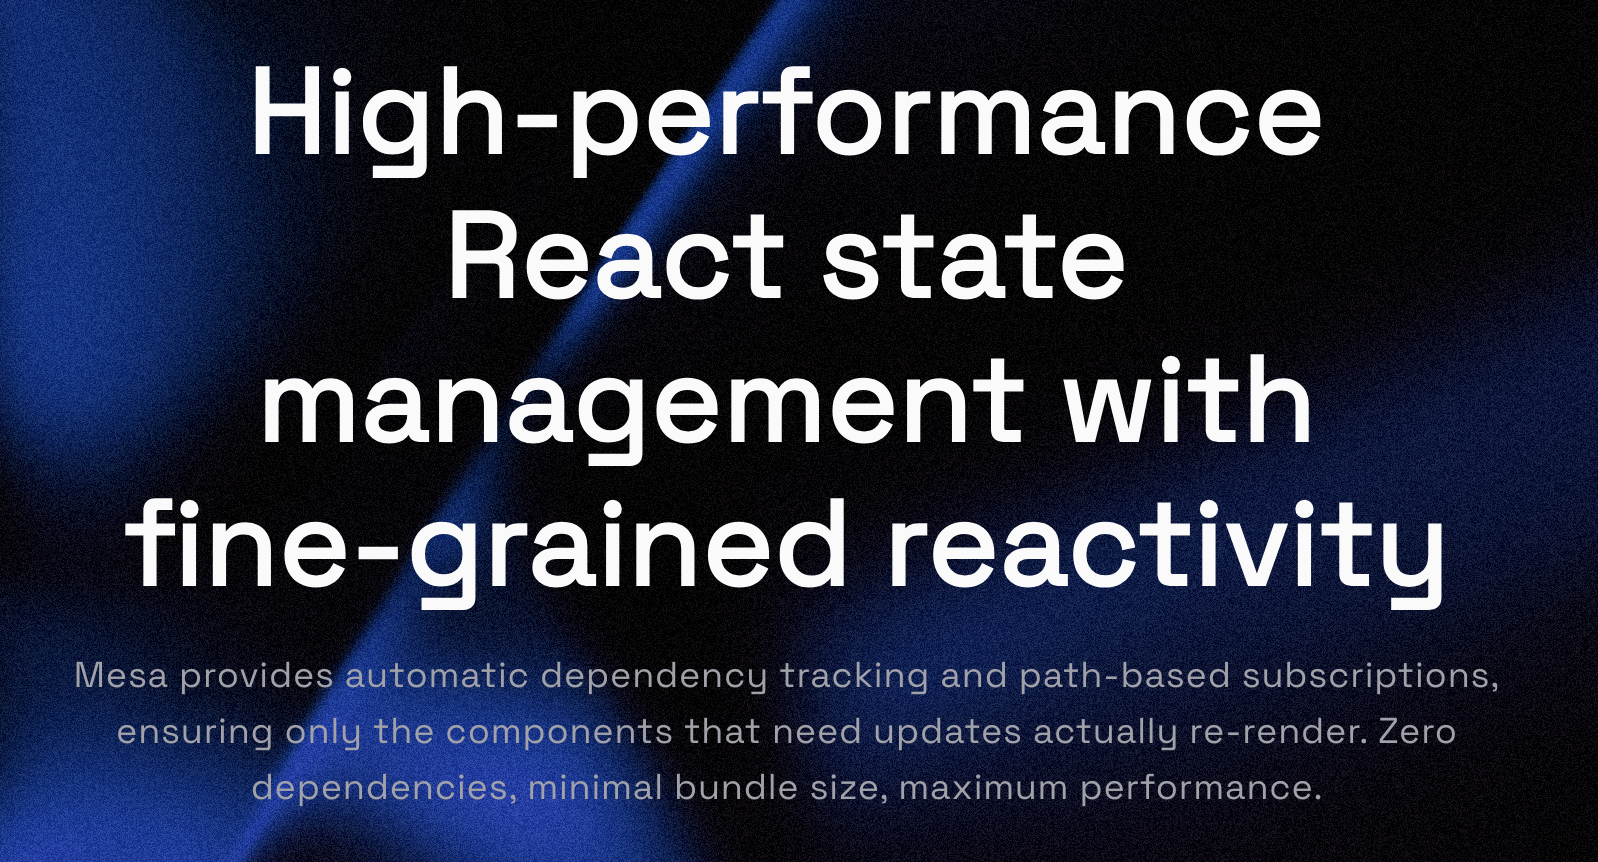 High-performance
React state
management with
fine-grained reactivity
Mesa provides automatic dependency tracking and path-based subscriptions,
ensuring only the components that need updates actually re-render. Zero
dependencies, minimal bundle size, maximum performance.